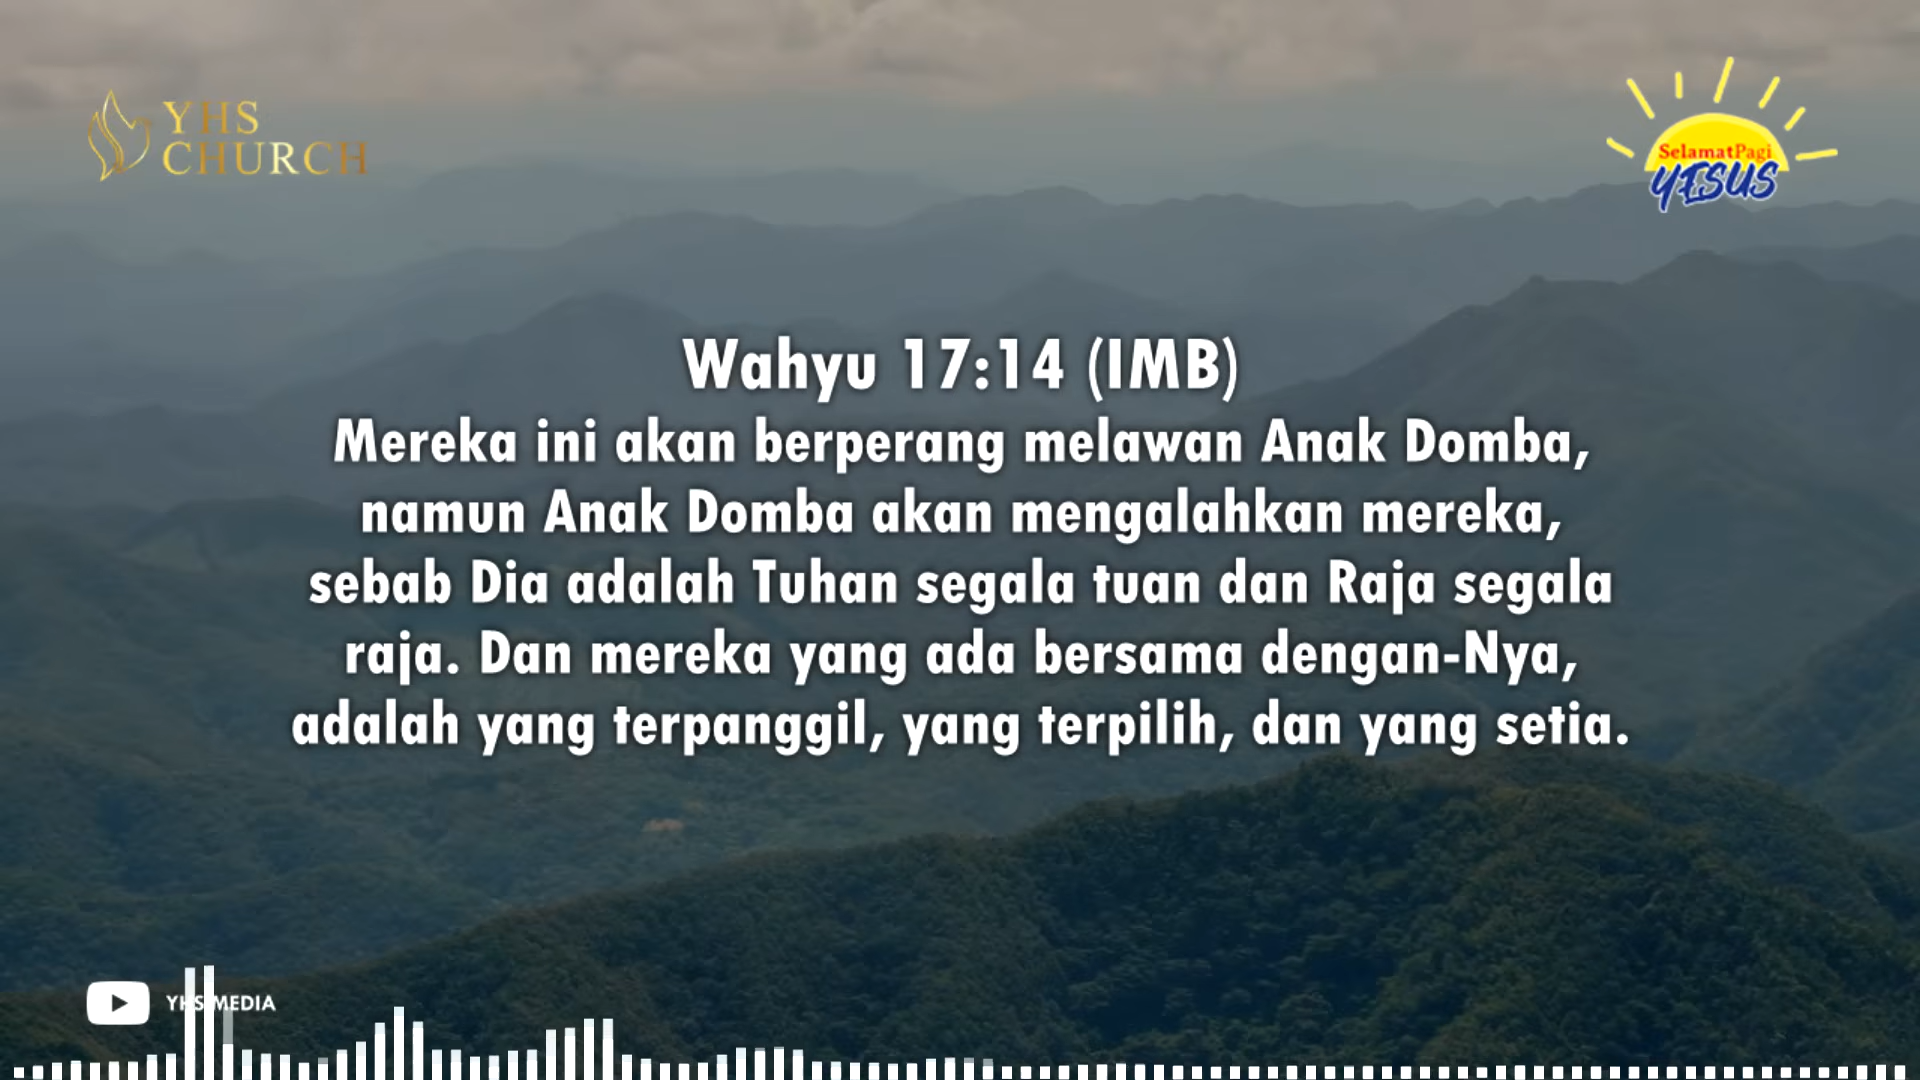 YHS
CHURCH
SelamatPagi
YESUS
Wahyu 17:14 (IMB)
Mereka ini akan berperang melawan Anak Domba,
namun Anak Domba akan mengalahkan mereka,
sebab Dia adalah Tuhan segala tuan dan Raja segala
raja. Dan mereka yang ada bersama dengan-Nya,
adalah yang terpanggil, yang terpilih, dan yang setia.
YHS MEDIA